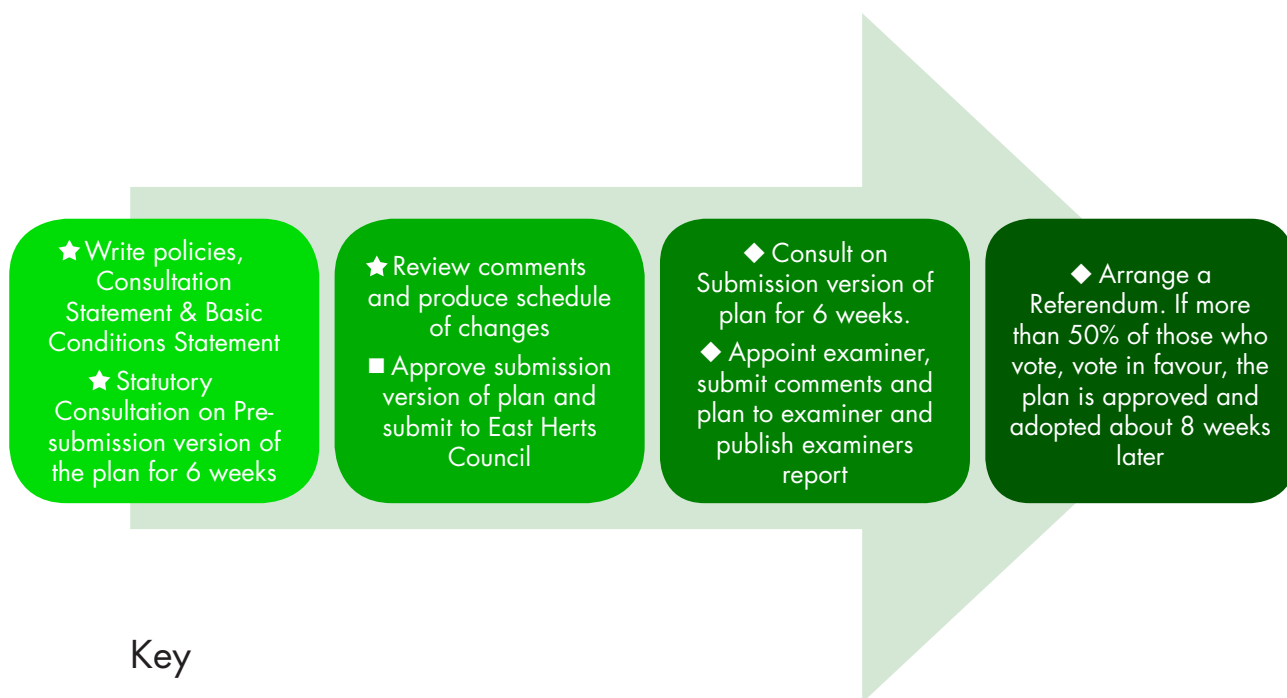 ★ Write policies,
Consultation
Statement & Basic
Conditions Statement
★ Statutory
Consultation on Pre-
submission version of
the plan for 6 weeks
★ Review comments
and produce schedule
of changes
■ Approve submission
version of plan and
submit to East Herts
Council
◆ Consult on
Submission version of
plan for 6 weeks.
◆ Appoint examiner,
submit comments and
plan to examiner and
publish examiners
report
◆ Arrange a
Referendum. If more
than 50% of those who
vote, vote in favour, the
plan is approved and
adopted about 8 weeks
later
Key